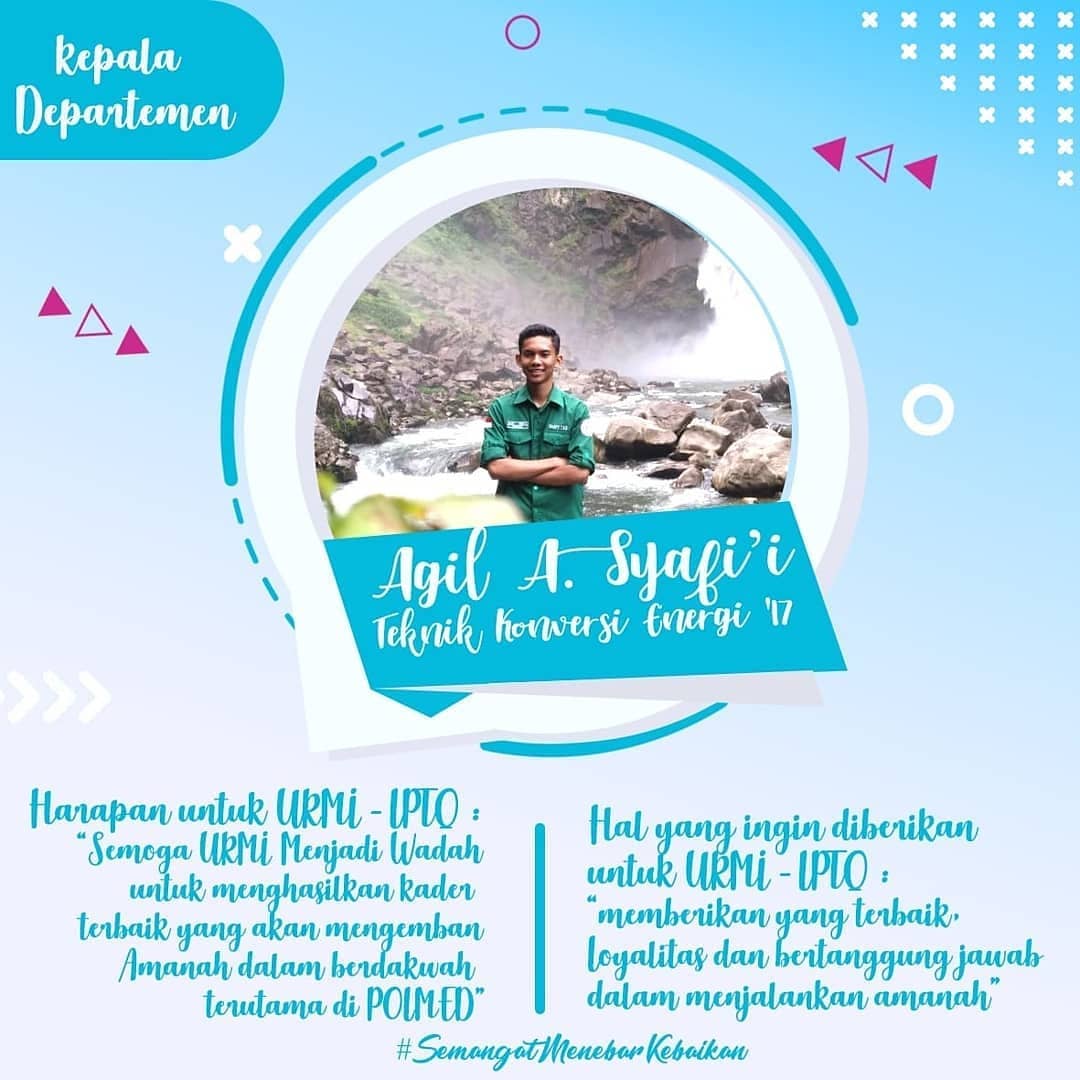 Kepala
Departemen
Agil A. Syafi'i
Teknik Konversi Energi '17
Harapan untuk URMI - LPTQ :
"Semoga URMI Menjadi Wadah
untuk menghasilkan kader
terbaik yang akan mengemban
Amanah dalam berdakwah
terutama di POLMED"
Hal yang ingin diberikan
untuk URMI - LPTQ :
"memberikan yang terbaik,
Loyalitas dan bertanggung jawab
dalam menjalankan amanah"
#SemangatMenebarKebaikan